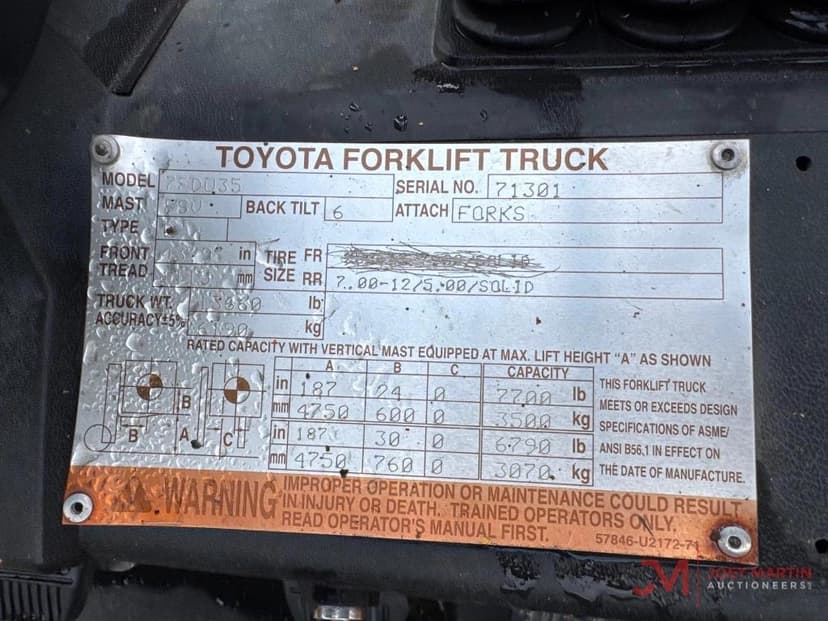 TOYOTA FORKLIFT TRUCK
MODEL 7FDU35 SERIAL NO. 71301
MAST FSV BACK TILT 6 ATTACH FORKS
TYPE
FRONT TREAD in mm
TIRE SIZE FR
RR 7.00-12/5.00/SOLID
TRUCK WT. lb
ACCURACY±5% kg
RATED CAPACITY WITH VERTICAL MAST EQUIPPED AT MAX. LIFT HEIGHT "A" AS SHOWN
A B C CAPACITY
in 187 24 0 7700 lb
mm 4750 600 0 3500 kg
in 187 30 0 6790 lb
mm 4750 760 0 3070 kg
B
B A C
THIS FORKLIFT TRUCK
MEETS OR EXCEEDS DESIGN
SPECIFICATIONS OF ASME/
ANSI B56.1 IN EFFECT ON
THE DATE OF MANUFACTURE.
WARNING
IMPROPER OPERATION OR MAINTENANCE COULD RESULT
IN INJURY OR DEATH. TRAINED OPERATORS ONLY.
READ OPERATOR'S MANUAL FIRST.
57846-U2172-71
M
JOEY MARTIN
AUCTIONEERS